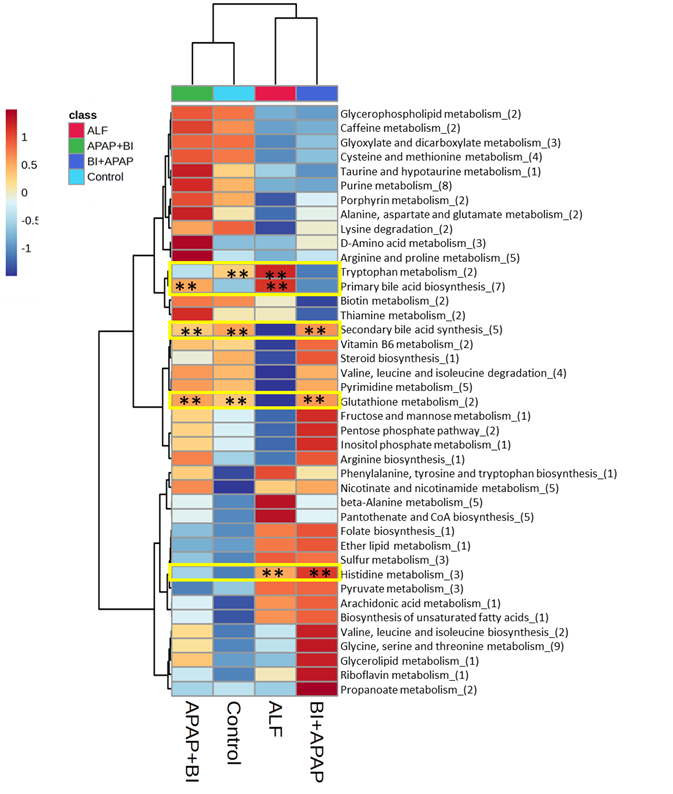 class
ALF
APAP+BI
BI+APAP
Control
1
0.5
0
-0.5
-1
Glycerophospholipid metabolism_(2)
Caffeine metabolism_(2)
Glyoxylate and dicarboxylate metabolism_(3)
Cysteine and methionine metabolism_(4)
Taurine and hypotaurine metabolism_(1)
Purine metabolism_(8)
Porphyrin metabolism_(2)
Alanine, aspartate and glutamate metabolism_(2)
Lysine degradation_(2)
D-Amino acid metabolism_(3)
Arginine and proline metabolism_(5)
** ** Tryptophan metabolism_(2)
** ** Primary bile acid biosynthesis_(7)
Biotin metabolism_(2)
Thiamine metabolism_(2)
** ** ** Secondary bile acid synthesis_(5)
Vitamin B6 metabolism_(2)
Steroid biosynthesis_(1)
Valine, leucine and isoleucine degradation_(4)
Pyrimidine metabolism_(5)
** ** ** Glutathione metabolism_(2)
Fructose and mannose metabolism_(1)
Pentose phosphate pathway_(2)
Inositol phosphate metabolism_(1)
Arginine biosynthesis_(1)
Phenylalanine, tyrosine and tryptophan biosynthesis_(1)
Nicotinate and nicotinamide metabolism_(5)
beta-Alanine metabolism_(5)
Pantothenate and CoA biosynthesis_(5)
Folate biosynthesis_(1)
Ether lipid metabolism_(1)
Sulfur metabolism_(3)
** ** Histidine metabolism_(3)
Pyruvate metabolism_(3)
Arachidonic acid metabolism_(1)
Biosynthesis of unsaturated fatty acids_(1)
Valine, leucine and isoleucine biosynthesis_(2)
Glycine, serine and threonine metabolism_(9)
Glycerolipid metabolism_(1)
Riboflavin metabolism_(1)
Propanoate metabolism_(2)
APAP+BI
Control
ALF
BI+APAP